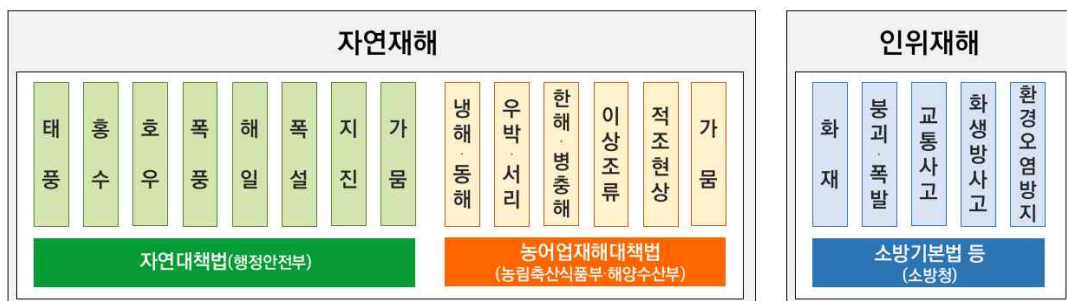 자연재해
태풍
홍수
호우
폭풍
해일
폭설
지진
가뭄
냉해·동해
우박·서리
한해·병충해
이상조류
적조현상
가뭄
자연대책법(행정안전부)
농어업재해대책법
(농림축산식품부·해양수산부)
인위재해
화재
붕괴·폭발
교통사고
화생방사고
환경오염방지
소방기본법 등
(소방청)